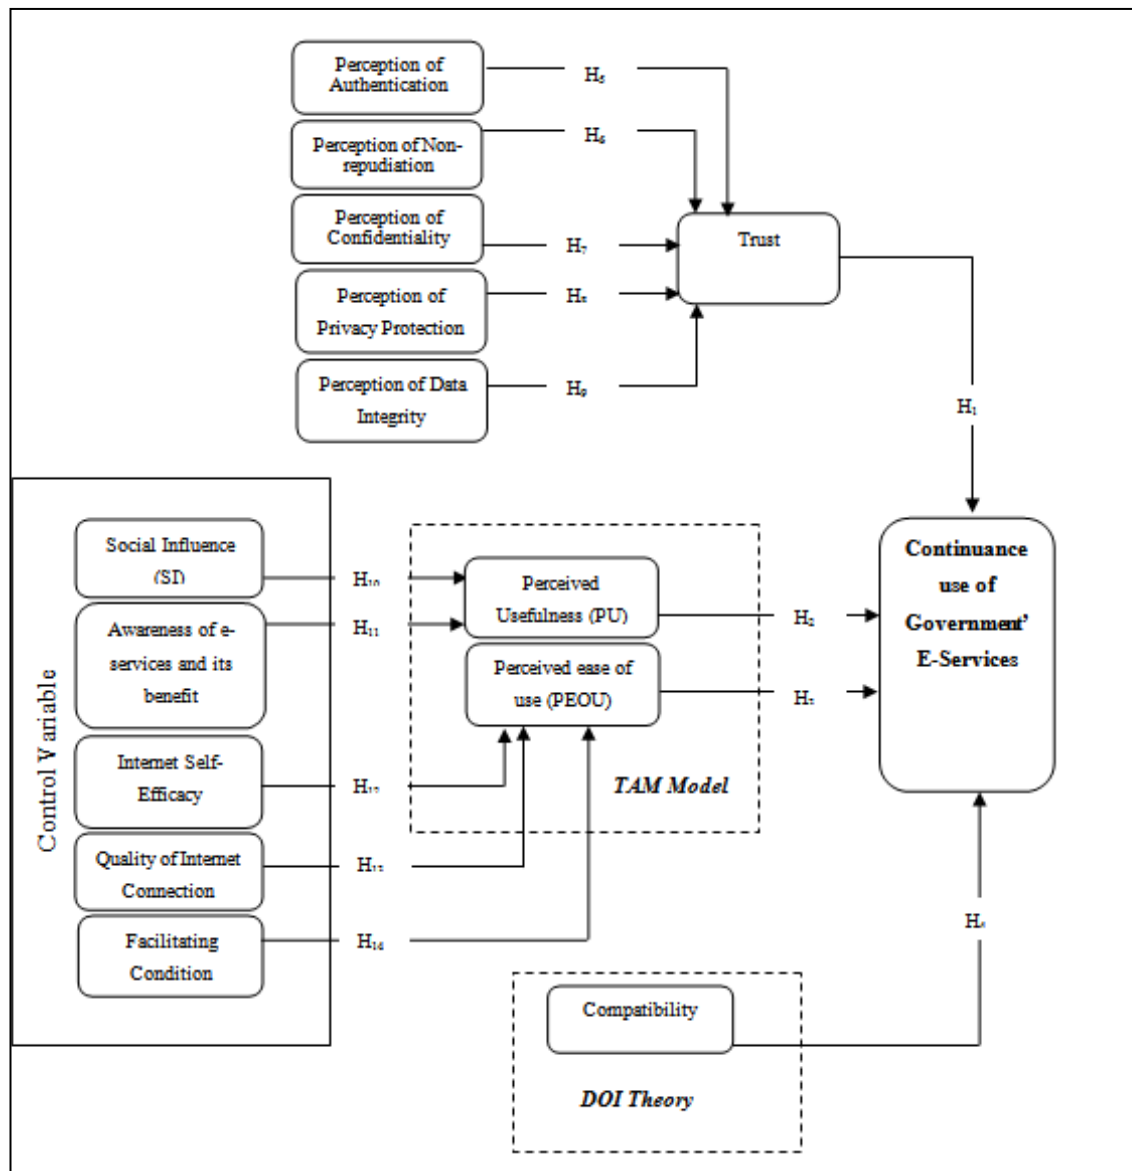 Perception of
Authentication
H5
Perception of Non-
repudiation
H6
Perception of
Confidentiality
H7
Trust
Perception of
Privacy Protection
H8
Perception of Data
Integrity
H9
H1
Control Variable
Social Influence
(SI)
H10
Awareness of e-
services and its
benefit
H11
Internet Self-
Efficacy
H12
Quality of Internet
Connection
H13
Facilitating
Condition
H14
Perceived
Usefulness (PU)
H2
Perceived ease of
use (PEOU)
H3
TAM Model
Continuance
use of
Government'
E-Services
H4
Compatibility
DOI Theory